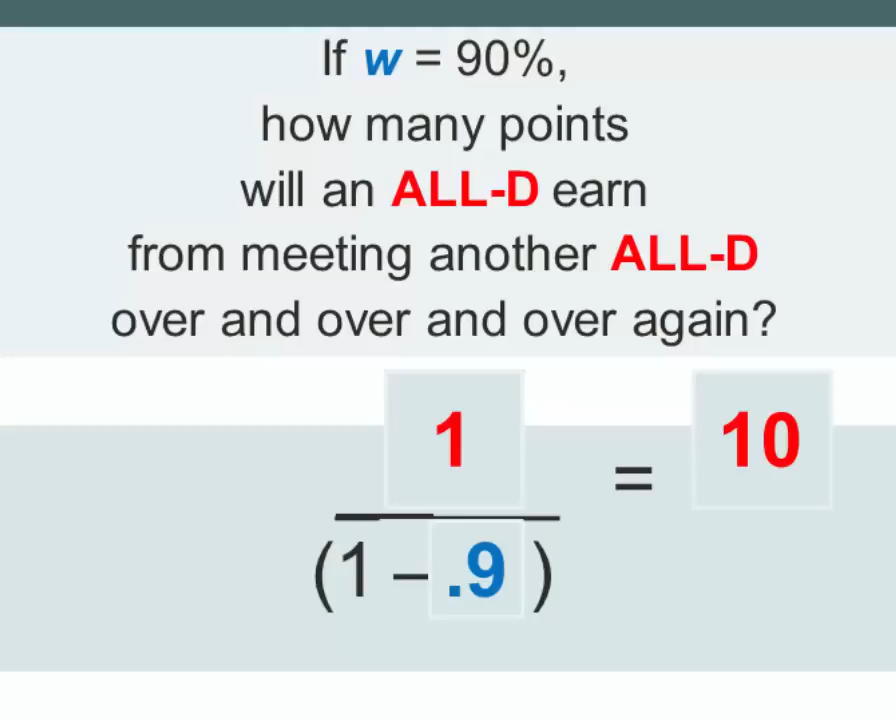 If w = 90%,
how many points
will an ALL-D earn
from meeting another ALL-D
over and over and over again?
1
= 10
(1 – .9 )